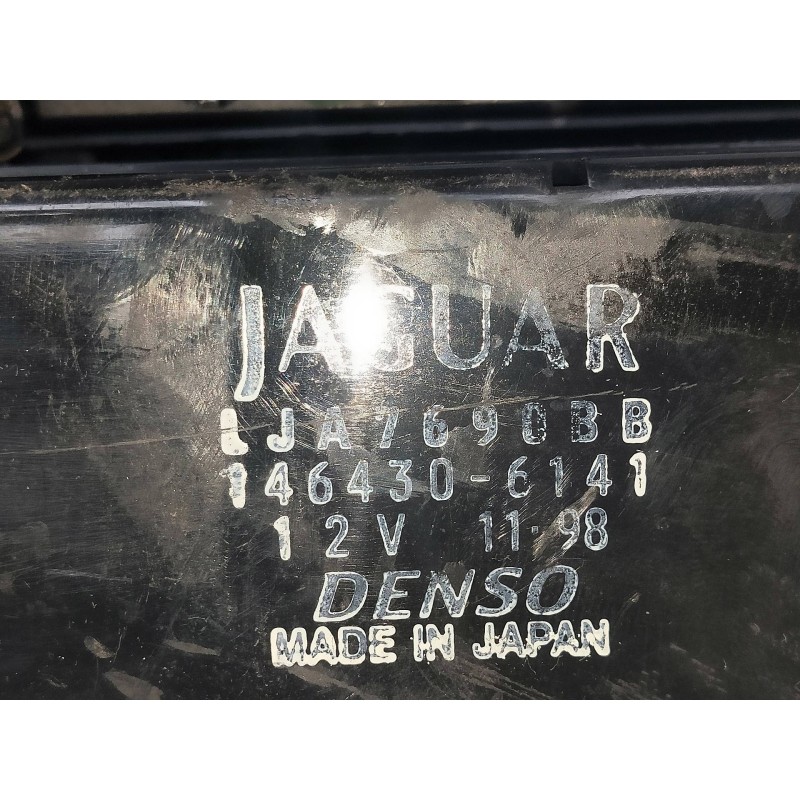 JAGUAR
LJA7690BB
146430-6141
12V 11·98
DENSO
MADE IN JAPAN